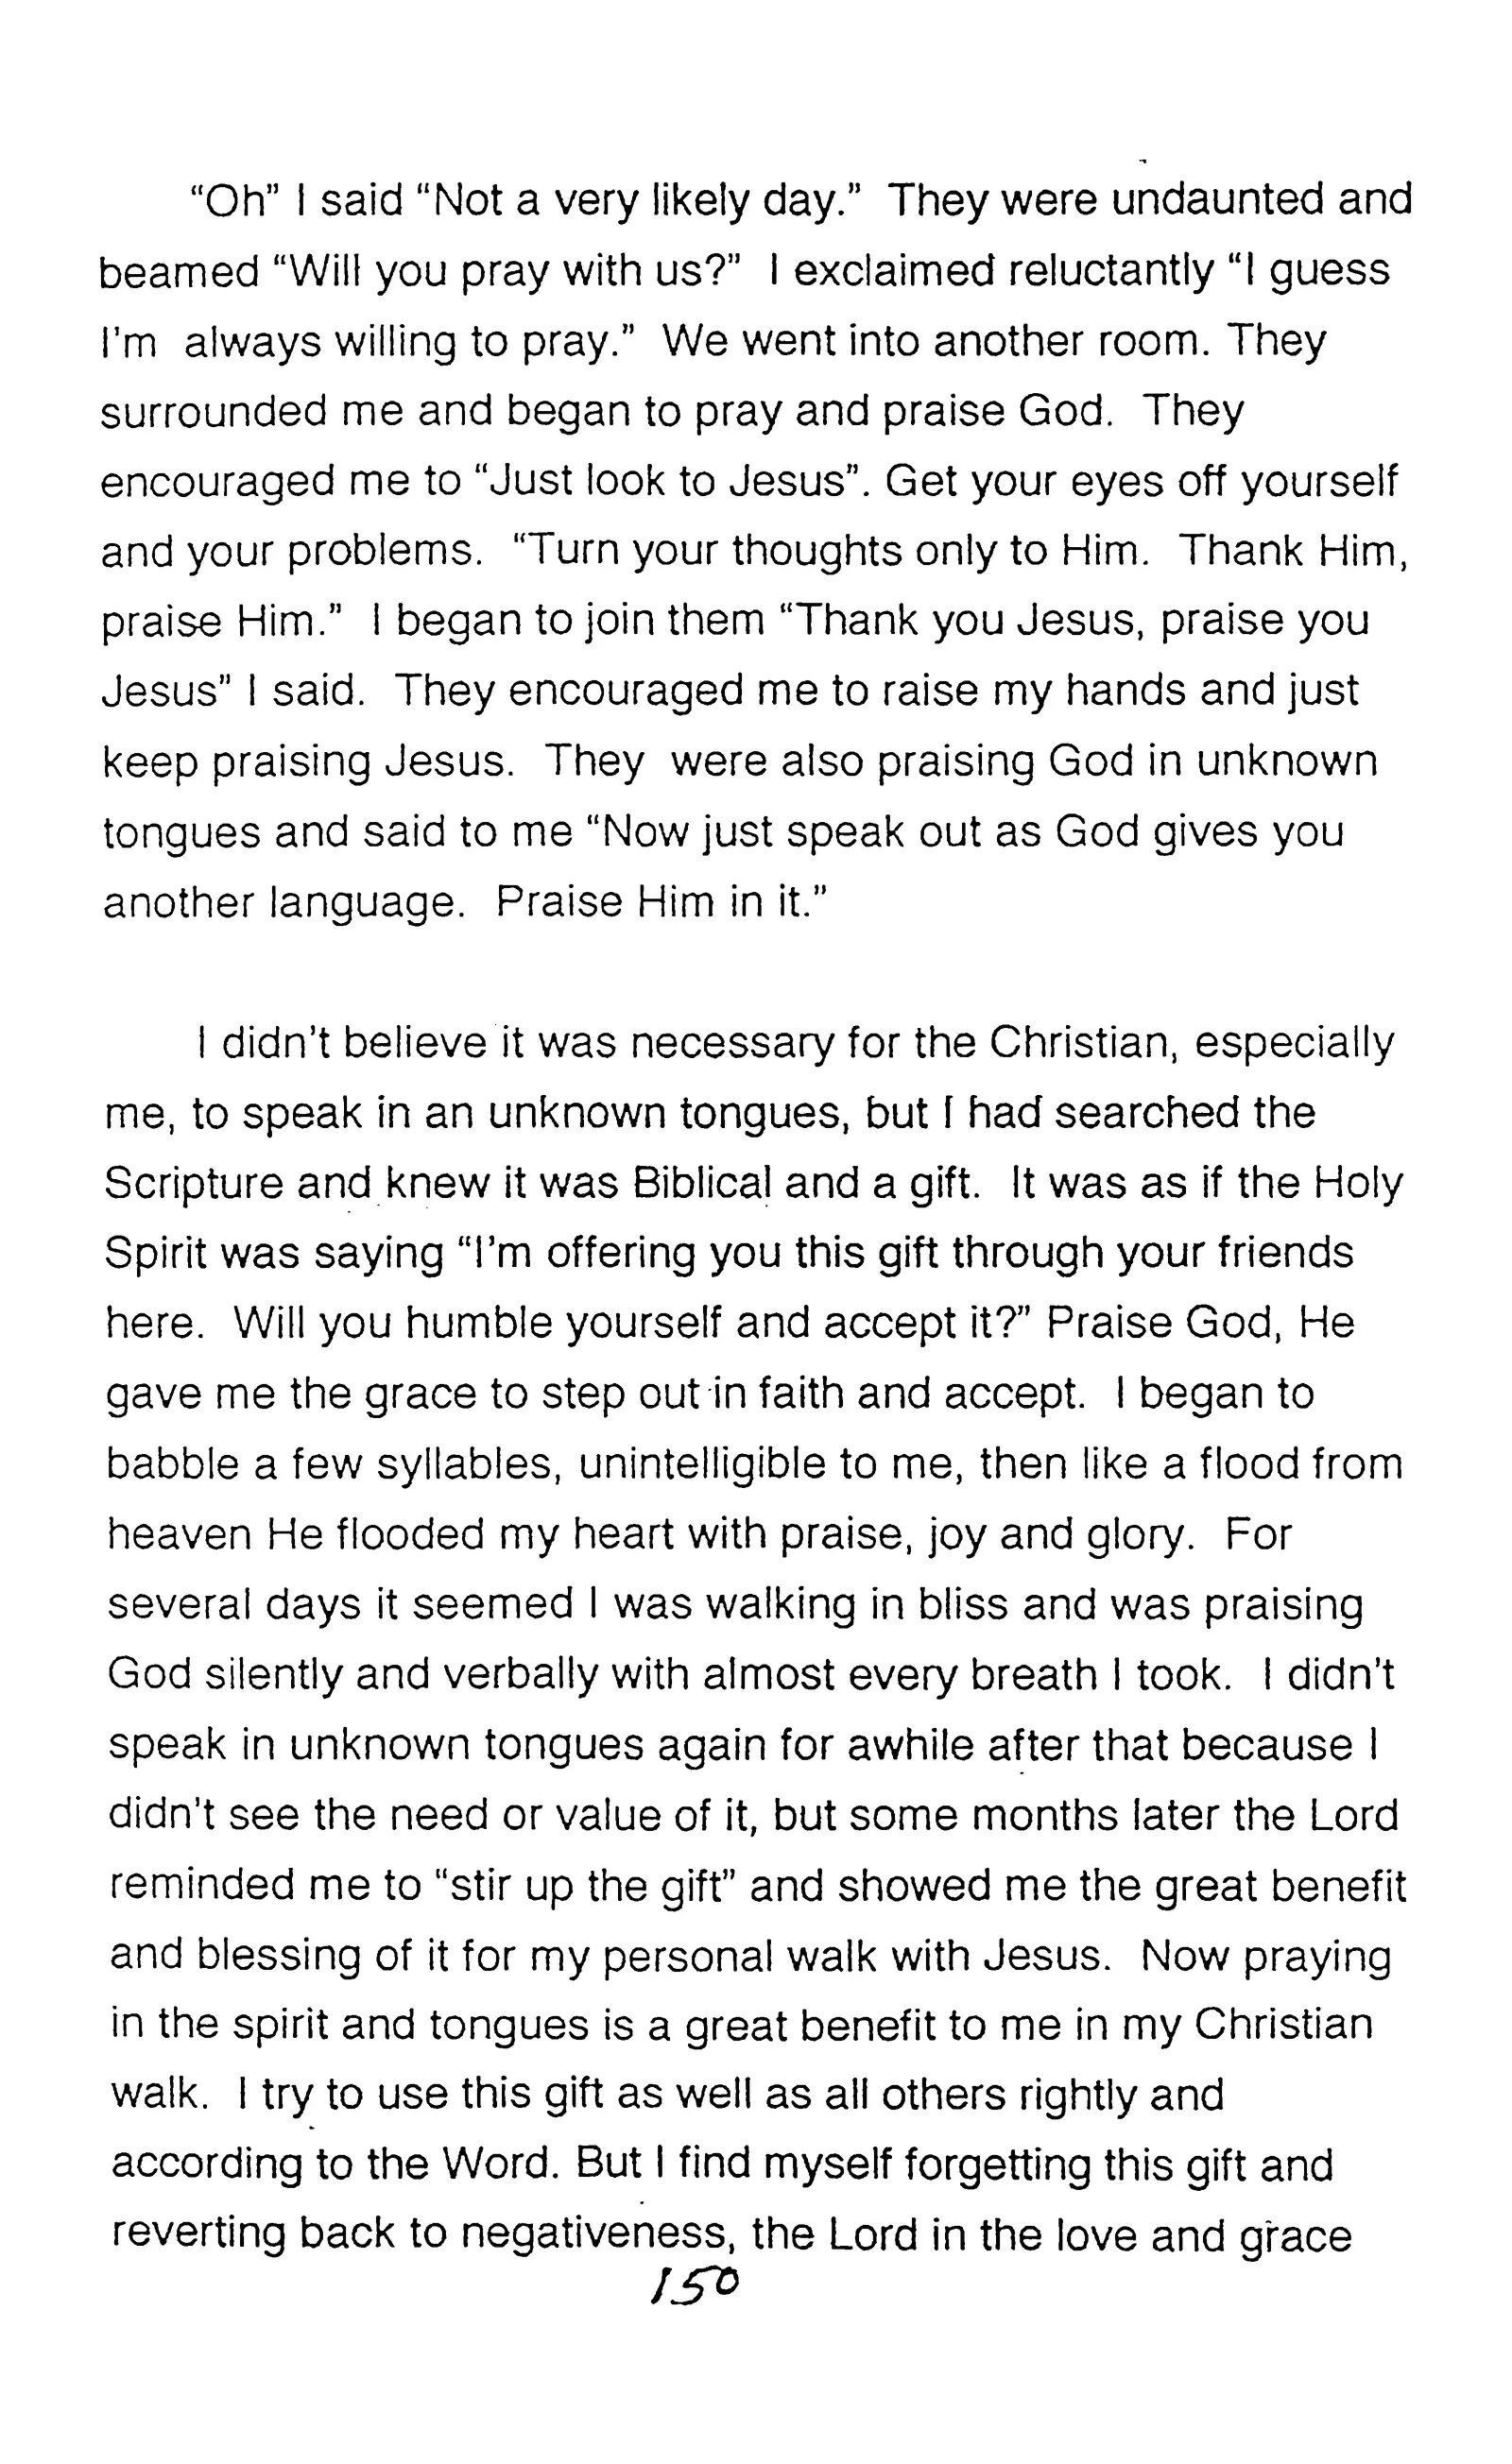 “Oh” I said “Not a very likely day.” They were undaunted and
beamed “Will you pray with us?” I exclaimed reluctantly “I guess
I’m always willing to pray.” We went into another room. They
surrounded me and began to pray and praise God. They
encouraged me to “Just look to Jesus”. Get your eyes off yourself
and your problems. “Turn your thoughts only to Him. Thank Him,
praise Him.” I began to join them “Thank you Jesus, praise you
Jesus” I said. They encouraged me to raise my hands and just
keep praising Jesus. They were also praising God in unknown
tongues and said to me “Now just speak out as God gives you
another language. Praise Him in it.”
I didn’t believe it was necessary for the Christian, especially
me, to speak in an unknown tongues, but I had searched the
Scripture and knew it was Biblical and a gift. It was as if the Holy
Spirit was saying “I’m offering you this gift through your friends
here. Will you humble yourself and accept it?” Praise God, He
gave me the grace to step out in faith and accept. I began to
babble a few syllables, unintelligible to me, then like a flood from
heaven He flooded my heart with praise, joy and glory. For
several days it seemed I was walking in bliss and was praising
God silently and verbally with almost every breath I took. I didn’t
speak in unknown tongues again for awhile after that because I
didn’t see the need or value of it, but some months later the Lord
reminded me to “stir up the gift” and showed me the great benefit
and blessing of it for my personal walk with Jesus. Now praying
in the spirit and tongues is a great benefit to me in my Christian
walk. I try to use this gift as well as all others rightly and
according to the Word. But I find myself forgetting this gift and
reverting back to negativeness, the Lord in the love and grace
150